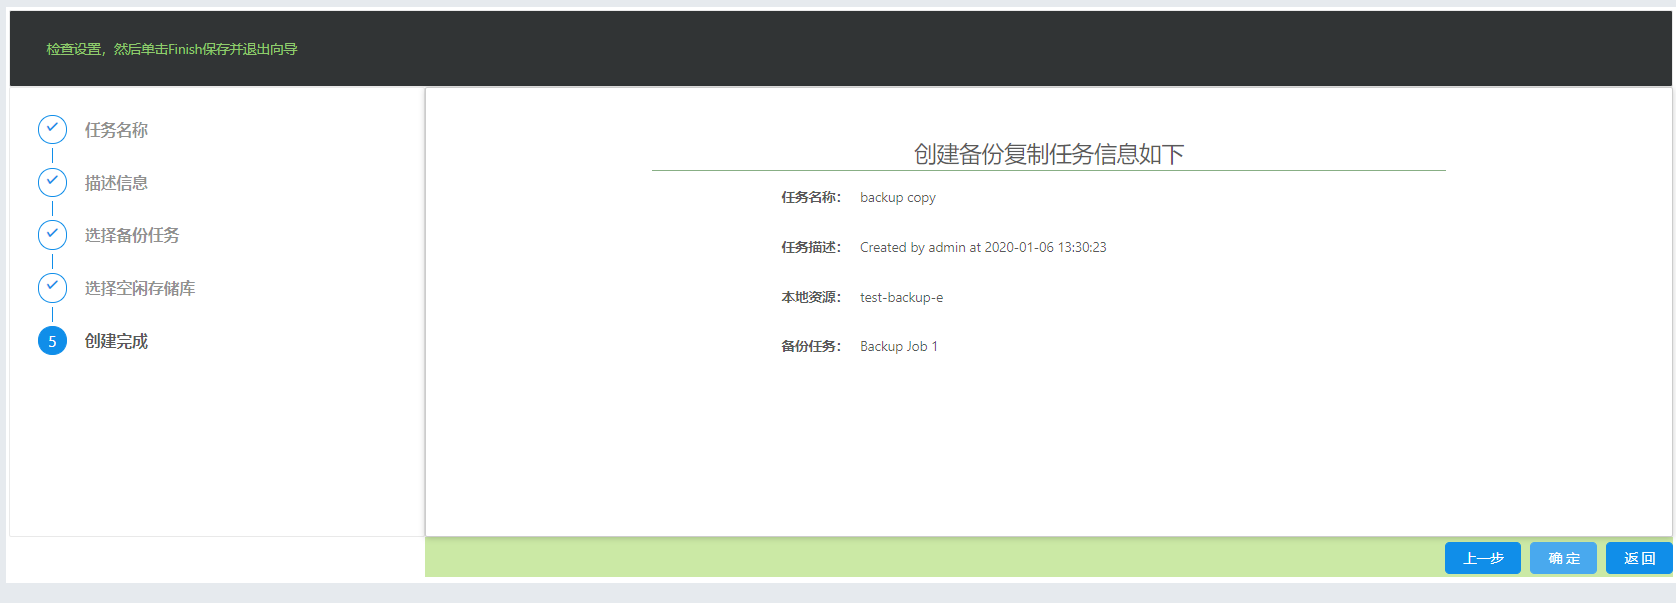 检查设置，然后单击Finish保存并退出向导
任务名称
描述信息
选择备份任务
选择空闲存储库
5 创建完成
创建备份复制任务信息如下
任务名称： backup copy
任务描述： Created by admin at 2020-01-06 13:30:23
本地资源： test-backup-e
备份任务： Backup Job 1
上一步 确 定 返 回